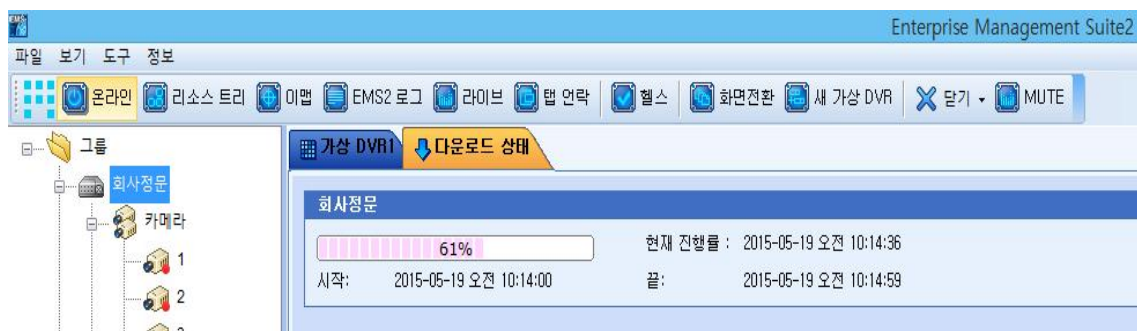 EMS
Enterprise Management Suite2
파일 보기 도구 정보
온라인 리소스 트리 이맵 EMS2 로그 라이브 탭 언락 헬스 화면전환 새 가상 DVR 닫기 MUTE
그룹
회사정문
카메라
1
2
가상 DVR1 다운로드 상태
회사정문
61%
현재 진행률 : 2015-05-19 오전 10:14:36
시작: 2015-05-19 오전 10:14:00
끝: 2015-05-19 오전 10:14:59